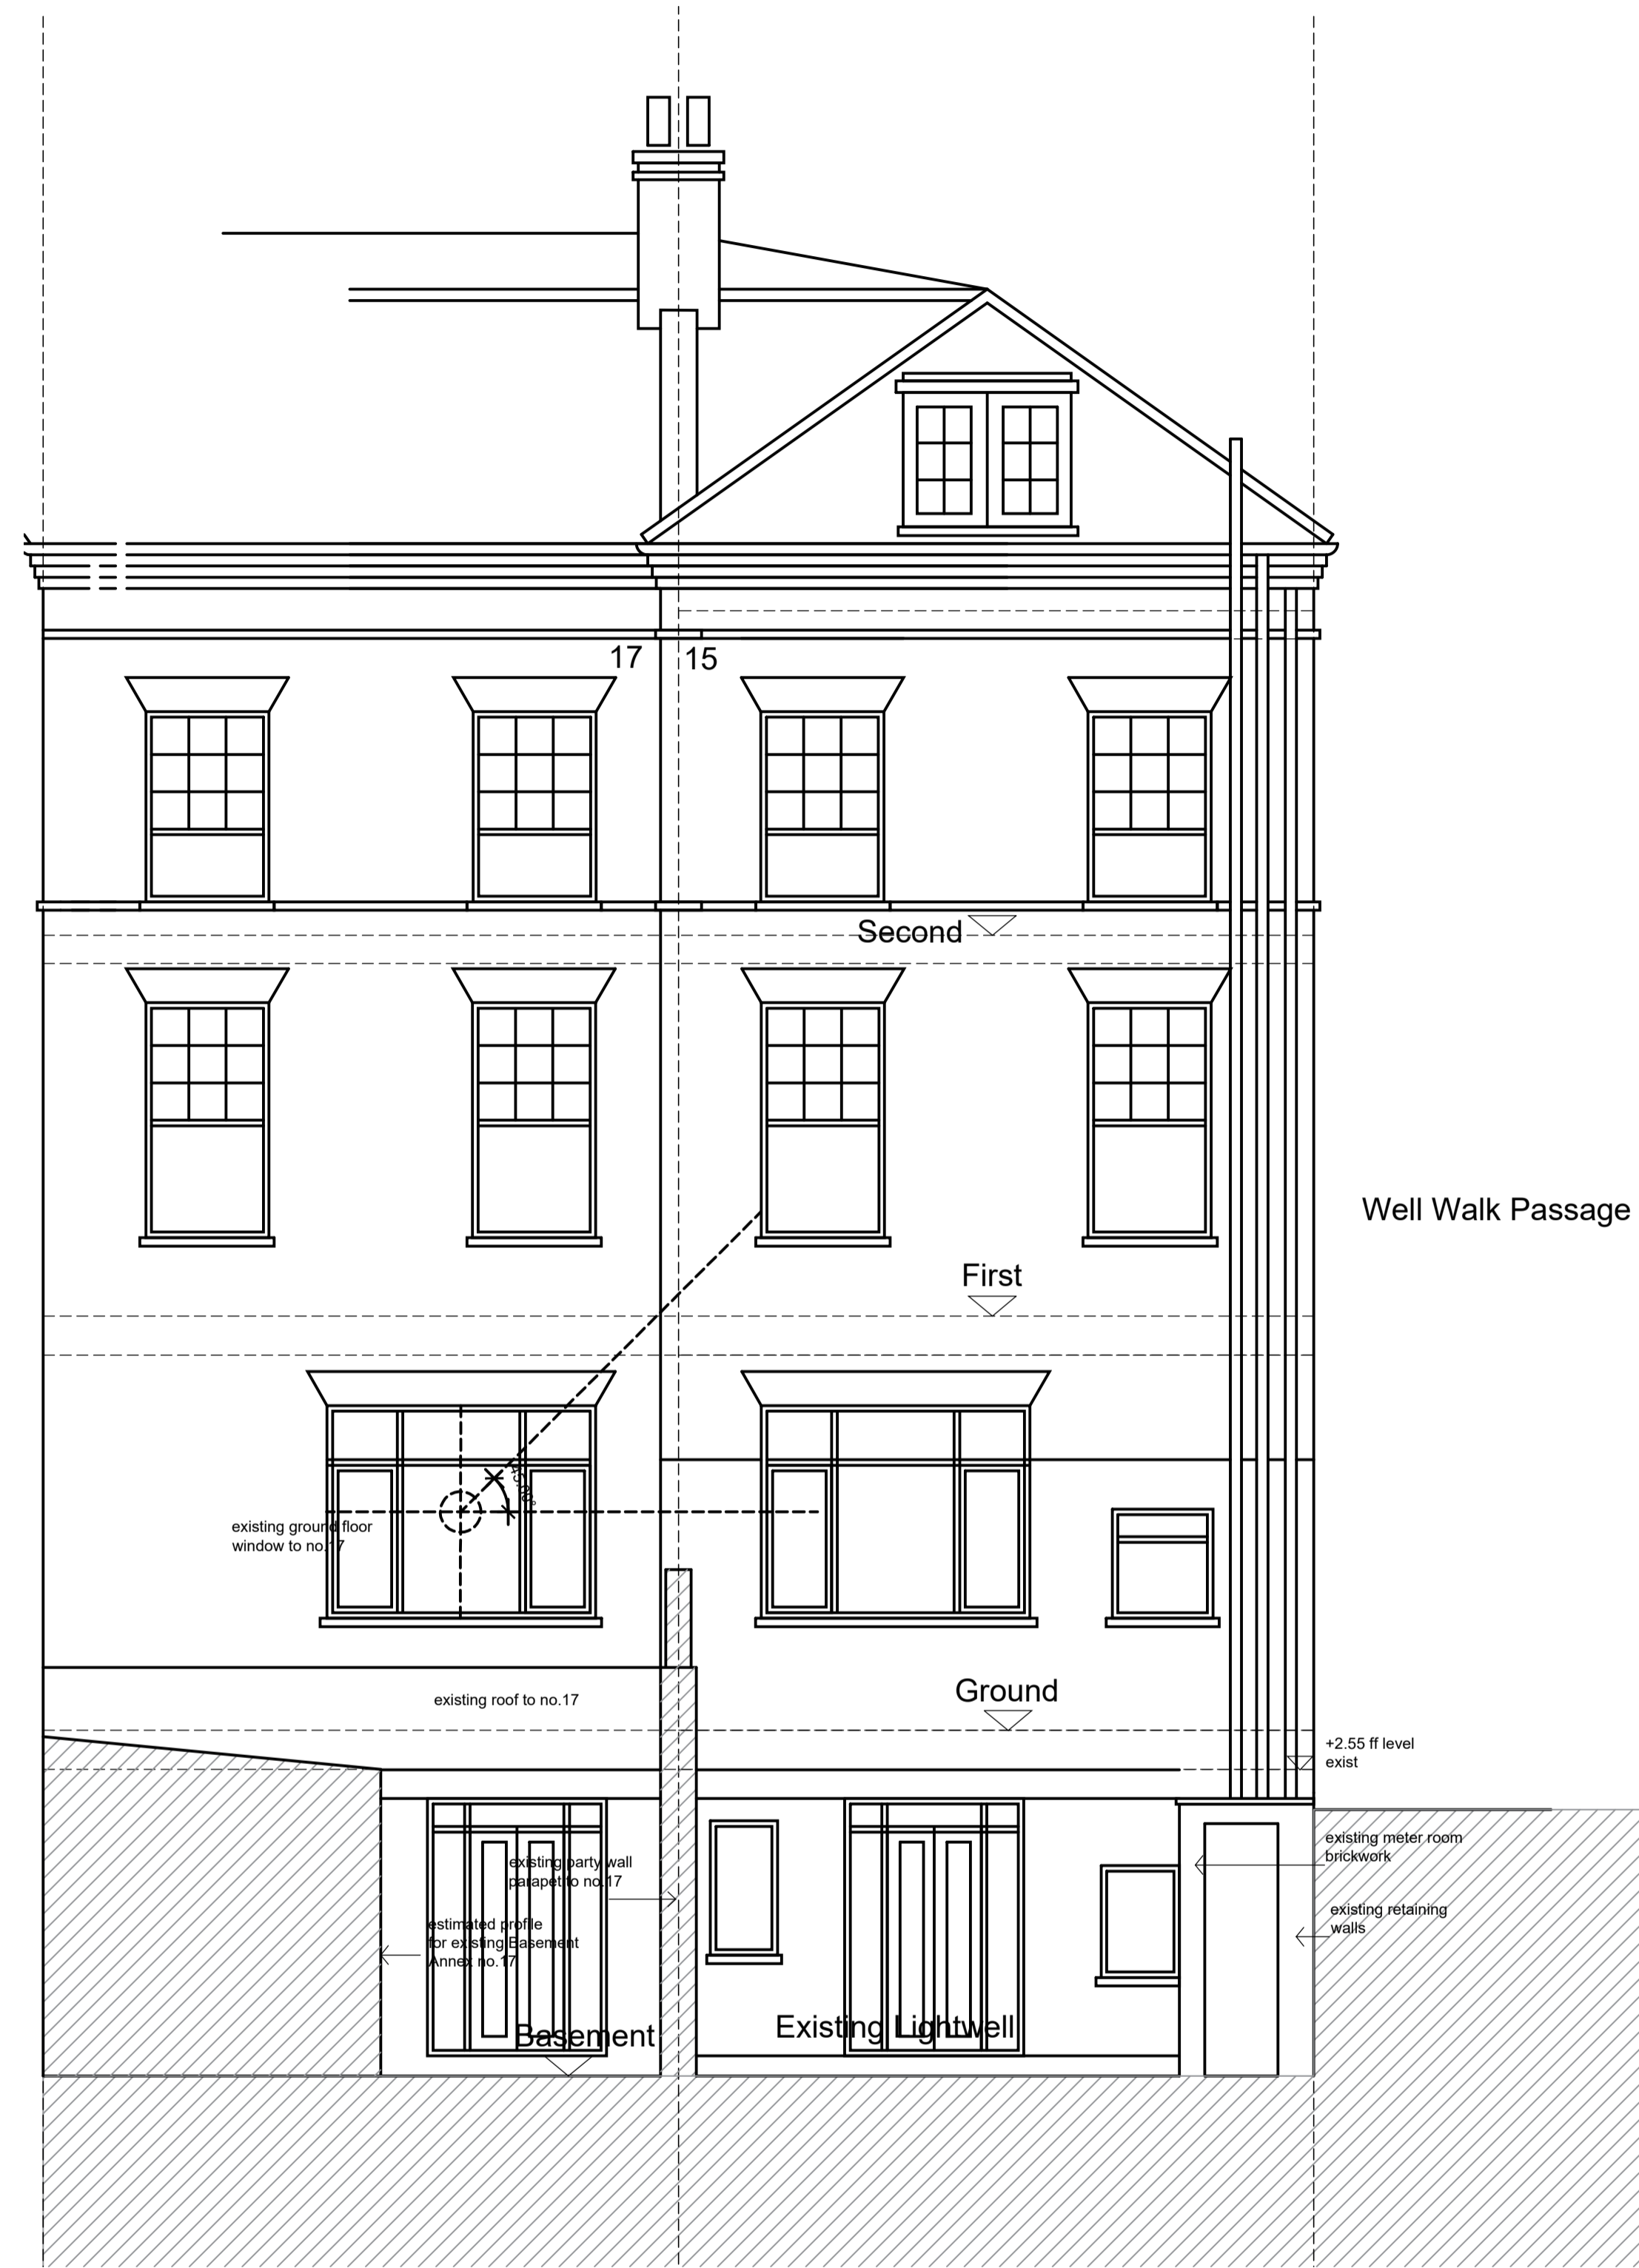 17
15
Second
Well Walk Passage
First
45.00°
existing ground floor
window to no.17
existing roof to no.17
Ground
+2.55 ff level
exist
existing meter room
brickwork
existing party wall
parapet to no.17
existing retaining
walls
estimated profile
for existing Basement
Annex no.17
Existing Lightwell
Basement